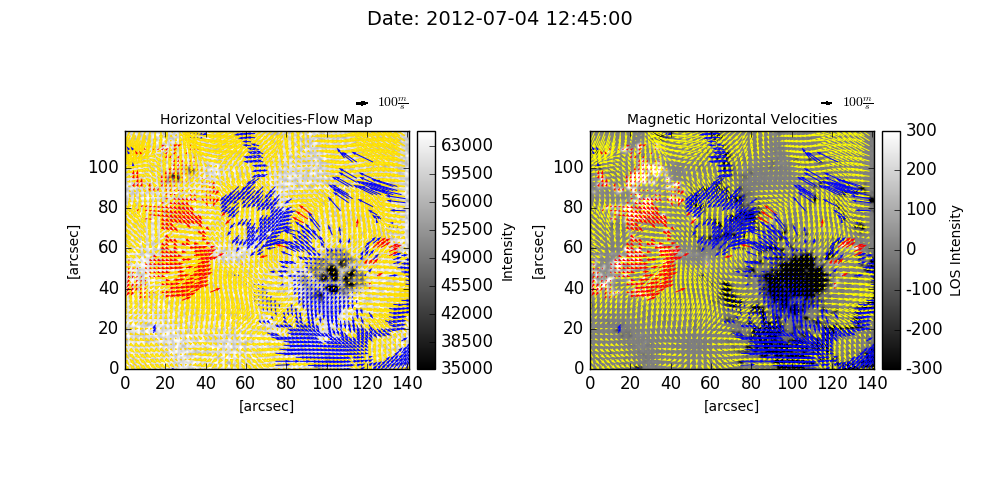 Date: 2012-07-04 12:45:00
100 m/s
Horizontal Velocities-Flow Map
[arcsec]
100
80
60
40
20
0
0 20 40 60 80 100 120 140
[arcsec]
63000
59500
56000
52500
49000
45500
42000
38500
35000
Intensity
100 m/s
Magnetic Horizontal Velocities
[arcsec]
100
80
60
40
20
0
0 20 40 60 80 100 120 140
[arcsec]
300
200
100
0
-100
-200
-300
LOS Intensity